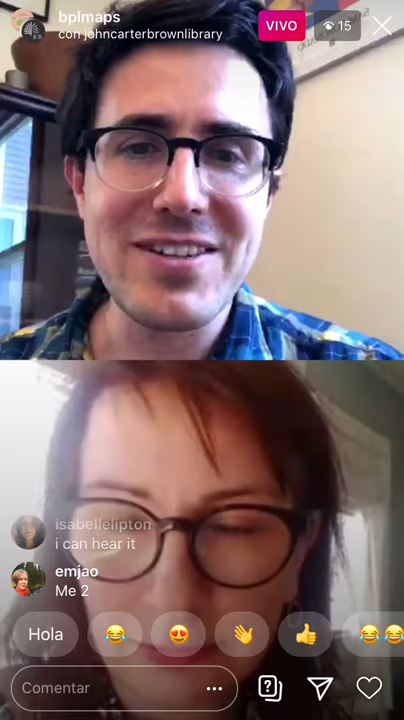 bplmaps
con johncarterbrownlibrary
VIVO
15
isabellelipton
i can hear it
emjao
Me 2
Hola
Comentar